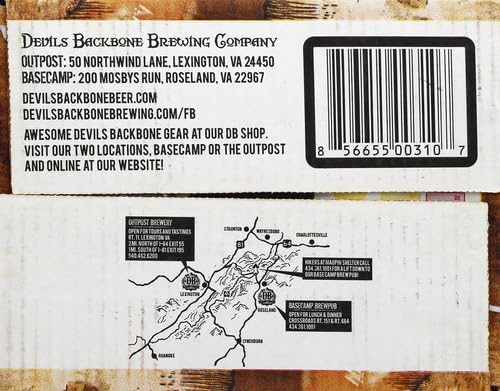 Devils Backbone Brewing Company
OUTPOST: 50 NORTHWIND LANE, LEXINGTON, VA 24450
BASECAMP: 200 MOSBYS RUN, ROSELAND, VA 22967
DEVILSBACKBONEBEER.COM
DEVILSBACKBONEBREWING.COM/FB
AWESOME DEVILS BACKBONE GEAR AT OUR DB SHOP.
VISIT OUR TWO LOCATIONS, BASECAMP OR THE OUTPOST
AND ONLINE AT OUR WEBSITE!
8 56655 00310 7
OUTPOST BREWERY
OPEN FOR TOURS AND TASTINGS
RT. 11, LEXINGTON VA
2MI. NORTH OF I-64 EXIT 55
1MI. SOUTH OF I-81 EXIT 195
540.462.6200
STAUNTON
WAYNESBORO
CHARLOTTESVILLE
81
64
HIKERS AT MAUPIN SHELTER CALL
434.361.1001 FOR A LIFT DOWN TO
OUR BASECAMP BREWPUB!
DB
LEXINGTON
60
DB
ROSELAND
BASECAMP BREWPUB
OPEN FOR LUNCH & DINNER
CROSSROADS RT. 151 & RT. 664
434.361.1001
LYNCHBURG
ROANOKE